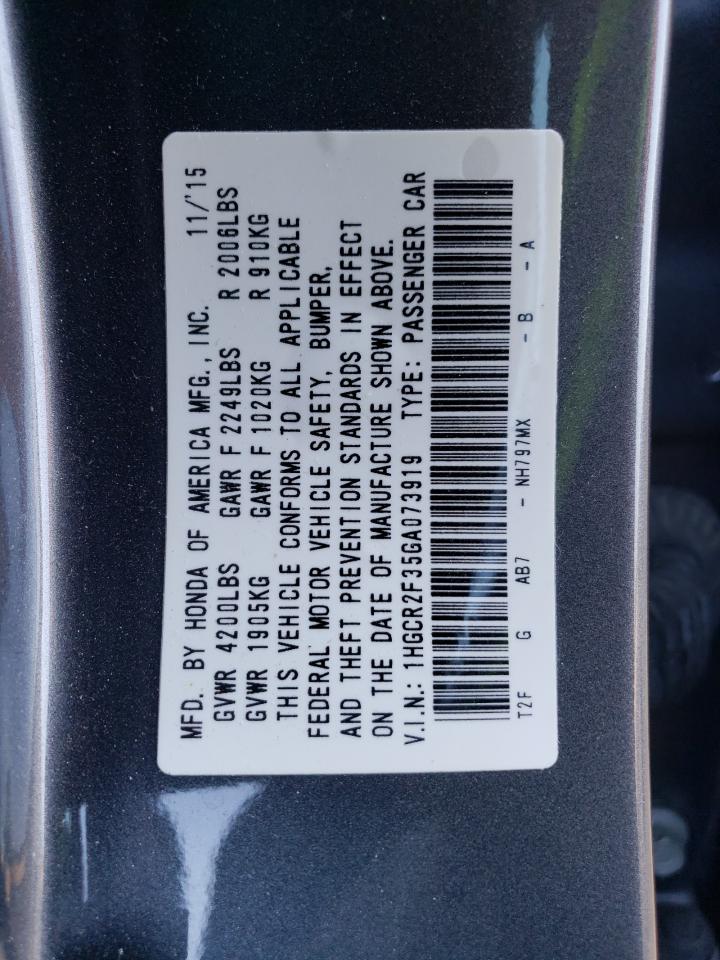 MFD. BY HONDA OF AMERICA MFG., INC. 11/'15
GVWR 4200LBS GAWR F 2249LBS R 2006LBS
GVWR 1905KG GAWR F 1020KG R 910KG
THIS VEHICLE CONFORMS TO ALL APPLICABLE
FEDERAL MOTOR VEHICLE SAFETY, BUMPER,
AND THEFT PREVENTION STANDARDS IN EFFECT
ON THE DATE OF MANUFACTURE SHOWN ABOVE.
V.I.N.: 1HGCR2F35GA073919 TYPE: PASSENGER CAR
T2F G AB7 - NH797MX - B - A